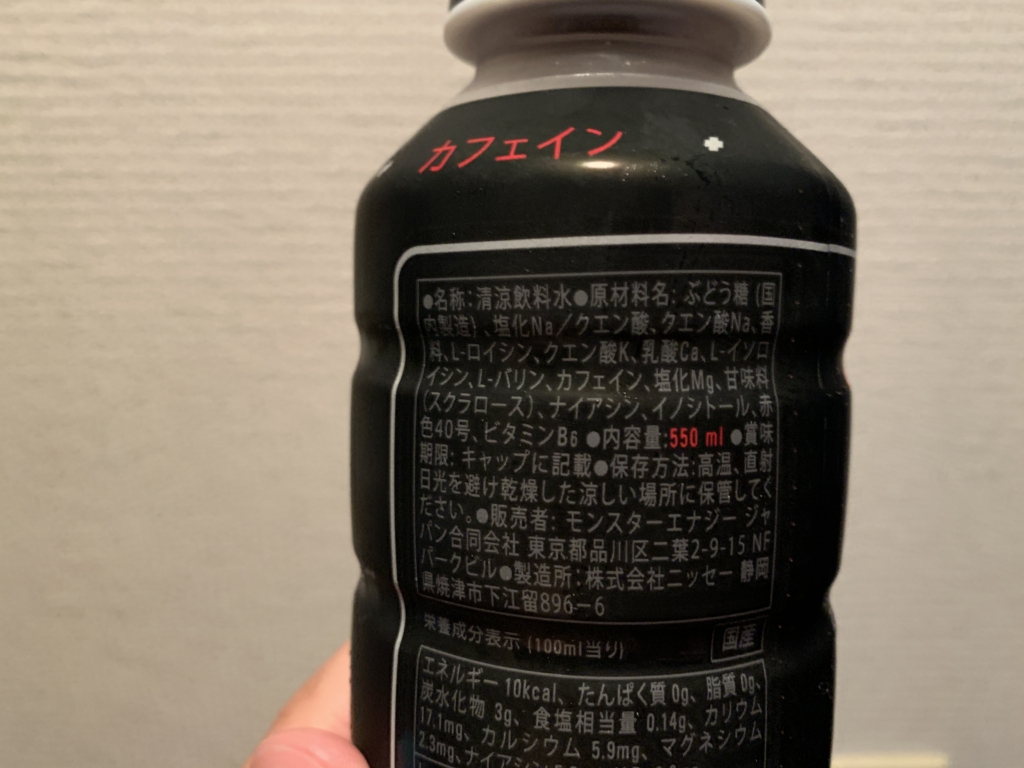 カフェイン
●名称:清涼飲料水●原材料名: ぶどう糖 (国
内製造)、塩化Na/クエン酸、クエン酸Na、香
料、L-ロイシン、クエン酸K、乳酸Ca、L-イソロ
イシン、L-バリン、カフェイン、塩化Mg、甘味料
(スクラロース)、ナイアシン、イノシトール、赤
色40号、ビタミンB6 ●内容量:550 ml ●賞味
期限: キャップに記載●保存方法:高温、直射
日光を避け乾燥した涼しい場所に保管してく
ださい。●販売者: モンスターエナジー ジャ
パン合同会社 東京都品川区二葉2-9-15 NF
パークビル●製造所:株式会社ニッセー 静岡
県焼津市下江留896-6
栄養成分表示 (100ml当り) 国産
エネルギー 10kcal、たんぱく質 0g、脂質 0g、
炭水化物 3g、食塩相当量 0.14g、カリウム
17.1mg、カルシウム 5.9mg、マグネシウム
2.3mg、ナイアシン